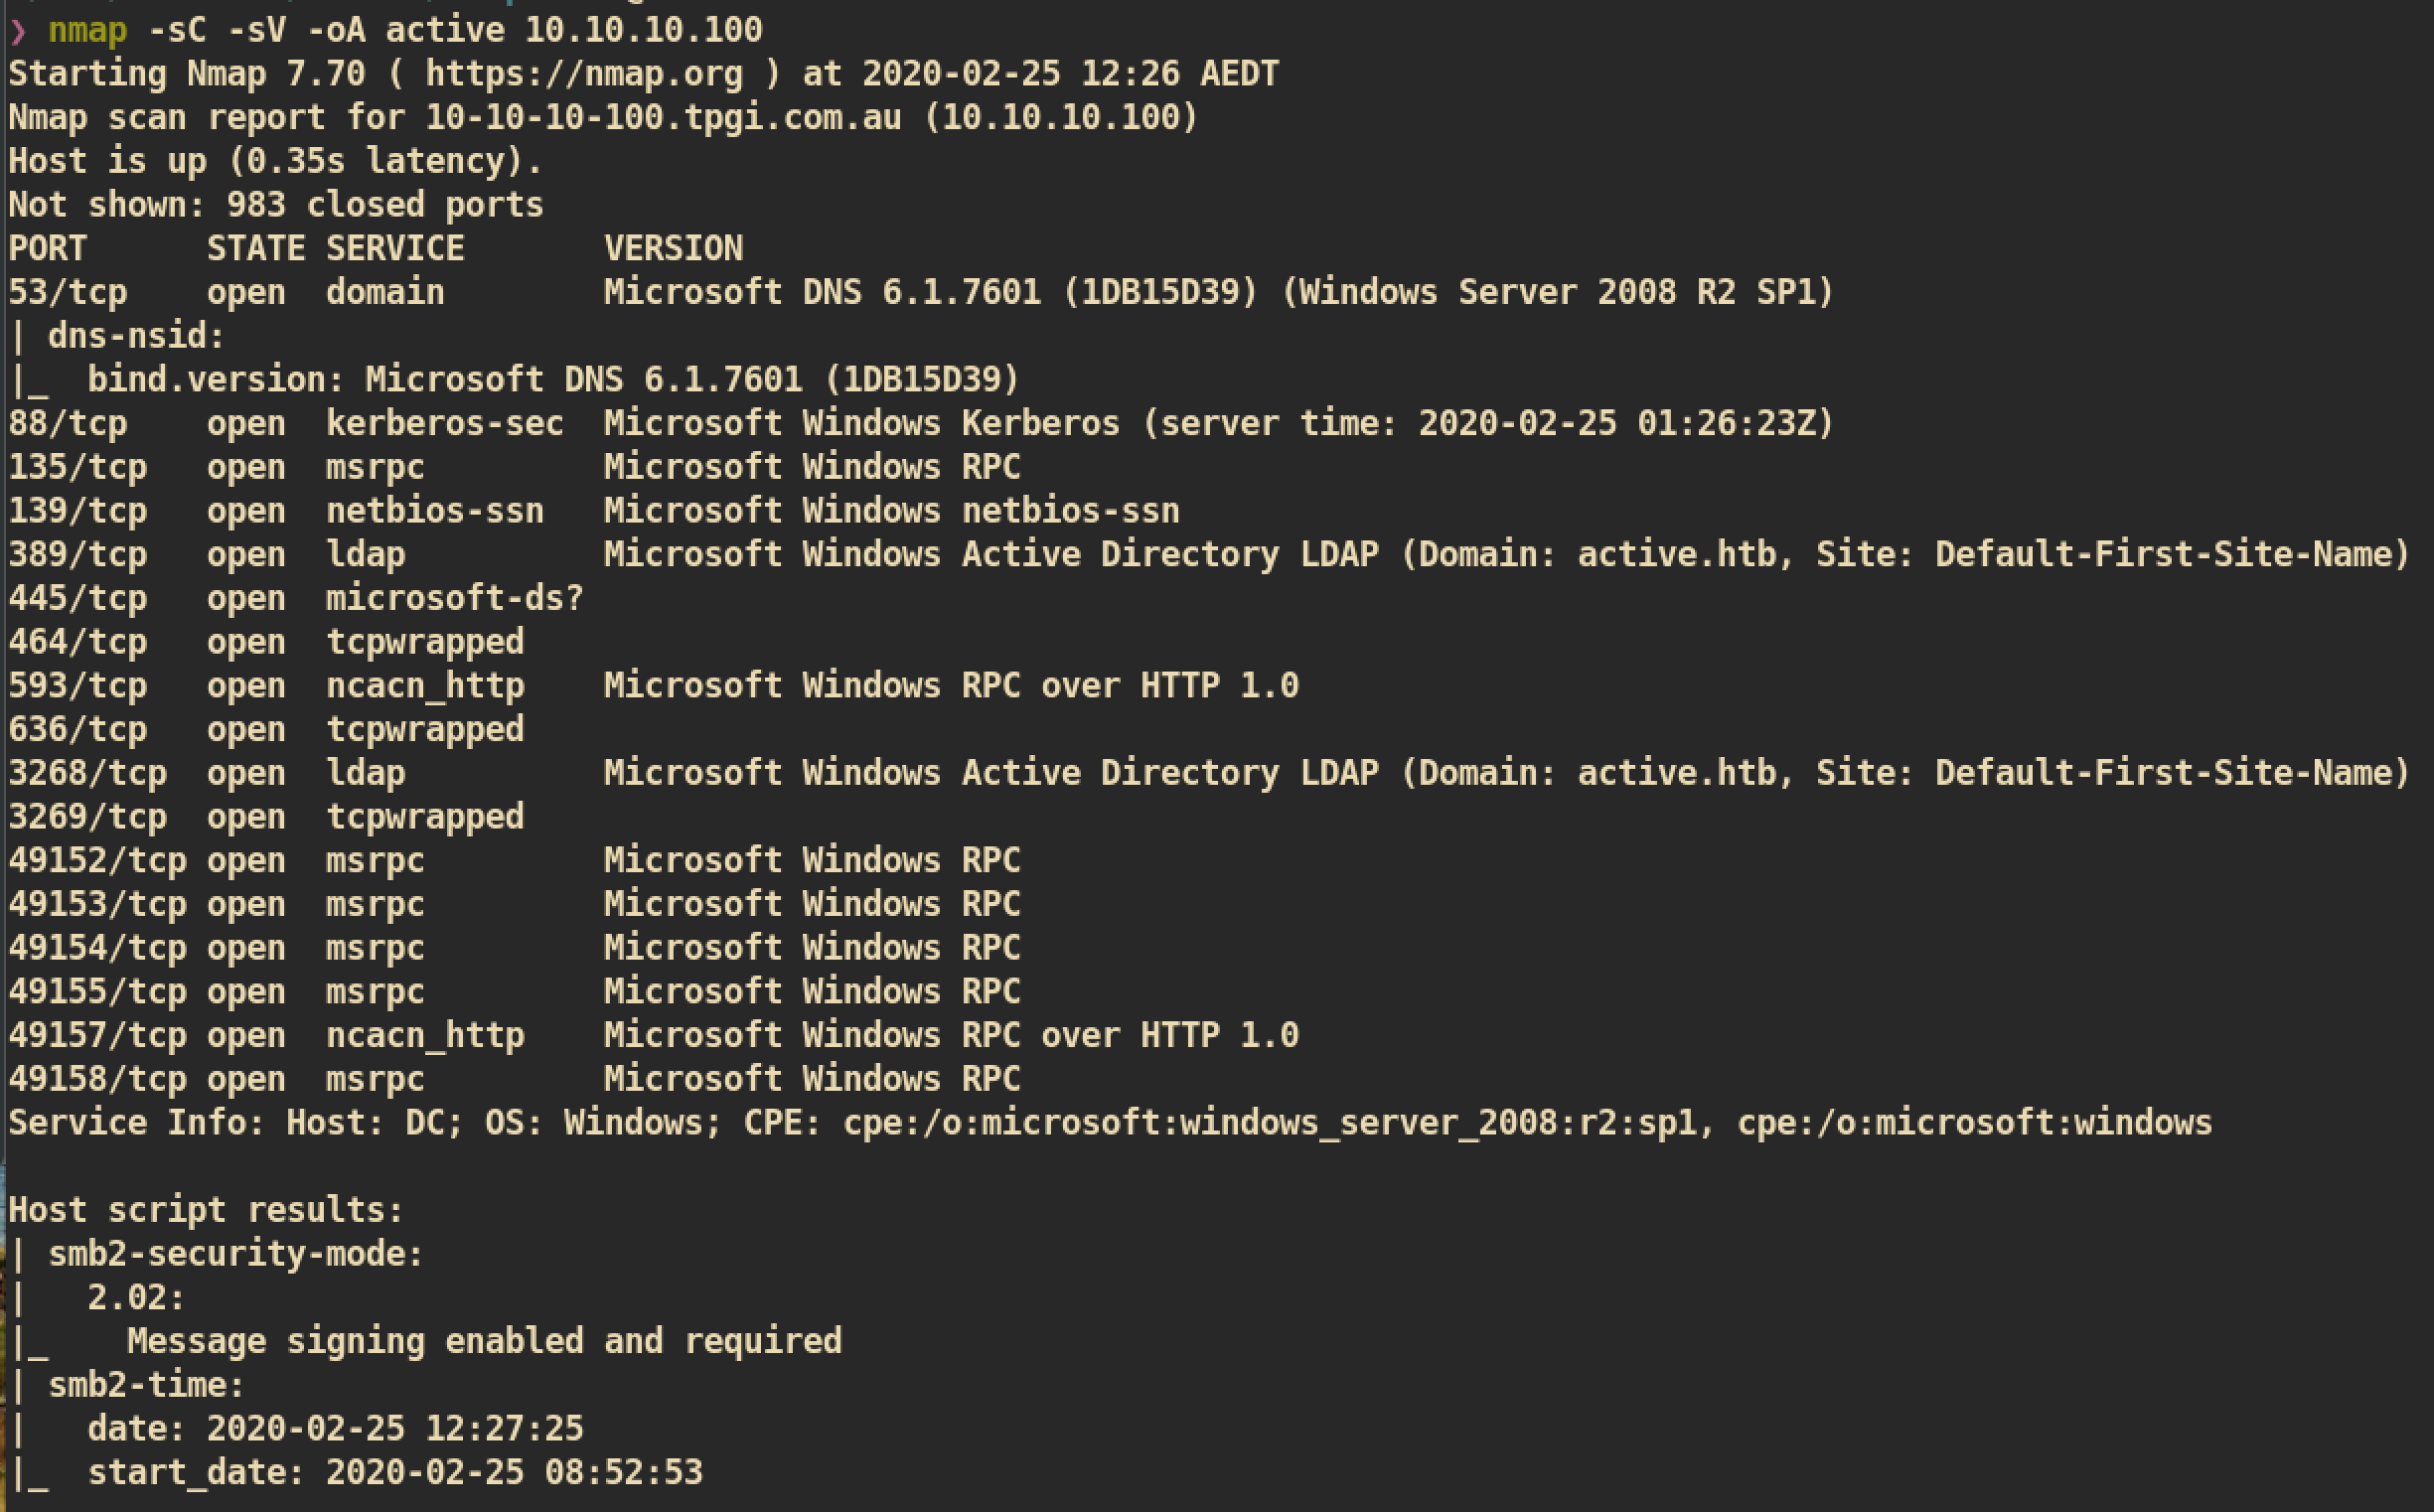 ❯ nmap -sC -sV -oA active 10.10.10.100
Starting Nmap 7.70 ( https://nmap.org ) at 2020-02-25 12:26 AEDT
Nmap scan report for 10-10-10-100.tpgi.com.au (10.10.10.100)
Host is up (0.35s latency).
Not shown: 983 closed ports
PORT      STATE SERVICE       VERSION
53/tcp    open  domain        Microsoft DNS 6.1.7601 (1DB15D39) (Windows Server 2008 R2 SP1)
| dns-nsid:
|_  bind.version: Microsoft DNS 6.1.7601 (1DB15D39)
88/tcp    open  kerberos-sec  Microsoft Windows Kerberos (server time: 2020-02-25 01:26:23Z)
135/tcp   open  msrpc         Microsoft Windows RPC
139/tcp   open  netbios-ssn   Microsoft Windows netbios-ssn
389/tcp   open  ldap          Microsoft Windows Active Directory LDAP (Domain: active.htb, Site: Default-First-Site-Name)
445/tcp   open  microsoft-ds?
464/tcp   open  tcpwrapped
593/tcp   open  ncacn_http    Microsoft Windows RPC over HTTP 1.0
636/tcp   open  tcpwrapped
3268/tcp  open  ldap          Microsoft Windows Active Directory LDAP (Domain: active.htb, Site: Default-First-Site-Name)
3269/tcp  open  tcpwrapped
49152/tcp open  msrpc         Microsoft Windows RPC
49153/tcp open  msrpc         Microsoft Windows RPC
49154/tcp open  msrpc         Microsoft Windows RPC
49155/tcp open  msrpc         Microsoft Windows RPC
49157/tcp open  ncacn_http    Microsoft Windows RPC over HTTP 1.0
49158/tcp open  msrpc         Microsoft Windows RPC
Service Info: Host: DC; OS: Windows; CPE: cpe:/o:microsoft:windows_server_2008:r2:sp1, cpe:/o:microsoft:windows
Host script results:
| smb2-security-mode:
|   2.02:
|_    Message signing enabled and required
| smb2-time:
|   date: 2020-02-25 12:27:25
|_  start_date: 2020-02-25 08:52:53